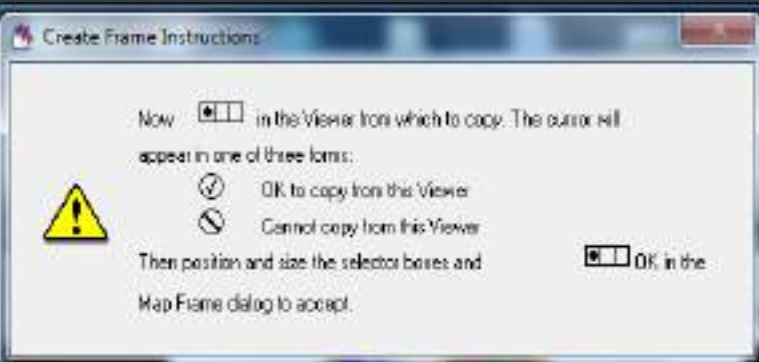 Create Frame Instructions
Now in the Viewer from which to copy. The cursor will
appear in one of three forms:
OK to copy from this Viewer
Cannot copy from this Viewer
Then position and size the selector boxes and OK in the
Map Frame dialog to accept.